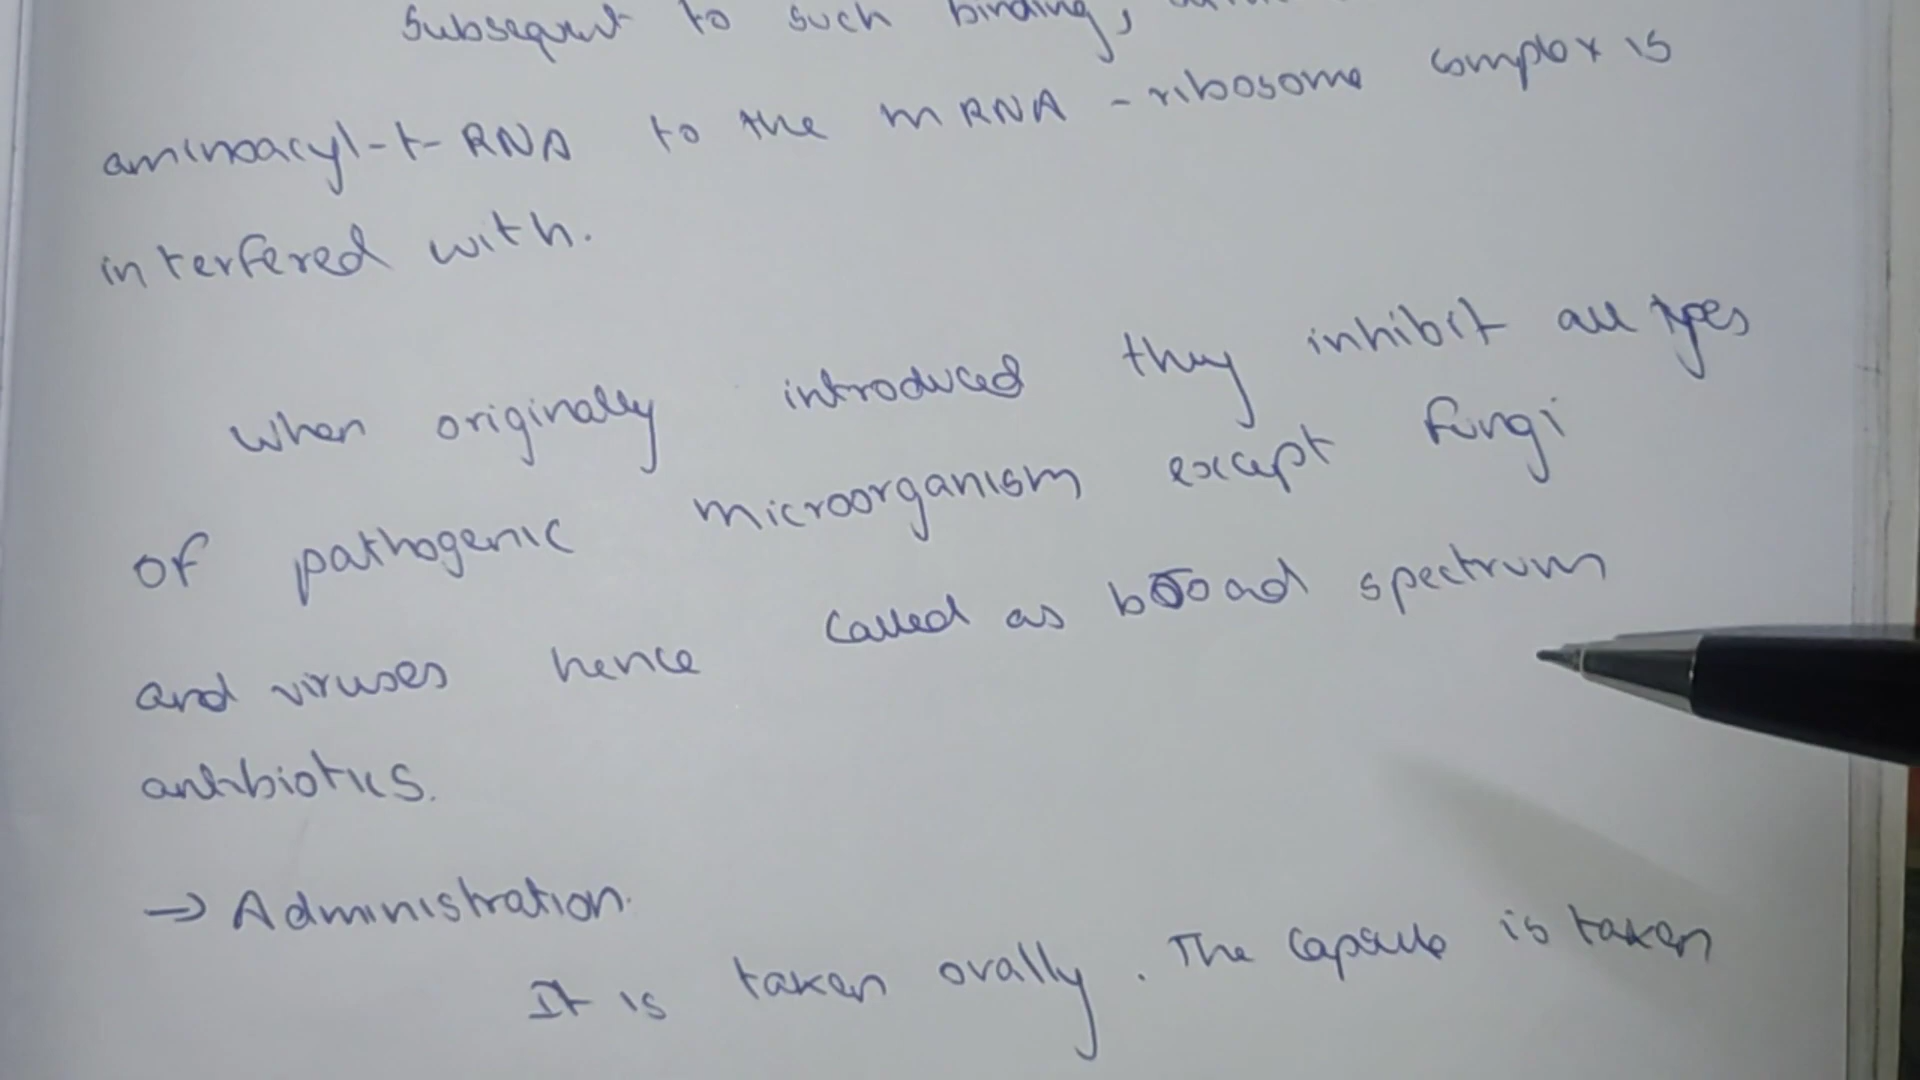 Subsequent to such binding,
aminoacyl-t-RNA to the mRNA-ribosome complex is
interfered with.
When originally introduced they inhibit all types
of pathogenic microorganism except fungi
and viruses hence called as broad spectrum
antibiotics.
→ Administration.
It is taken orally. The capsule is taken